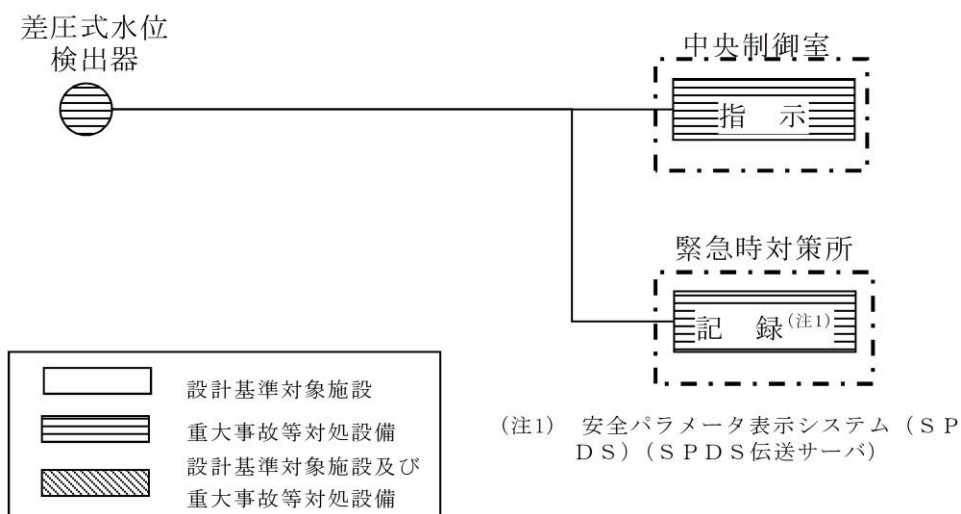 差圧式水位
検出器
中央制御室
指　示
緊急時対策所
記　録(注1)
設計基準対象施設
重大事故等対処設備
設計基準対象施設及び
重大事故等対処設備
(注1)　安全パラメータ表示システム（ＳＰ
ＤＳ）（ＳＰＤＳ伝送サーバ）